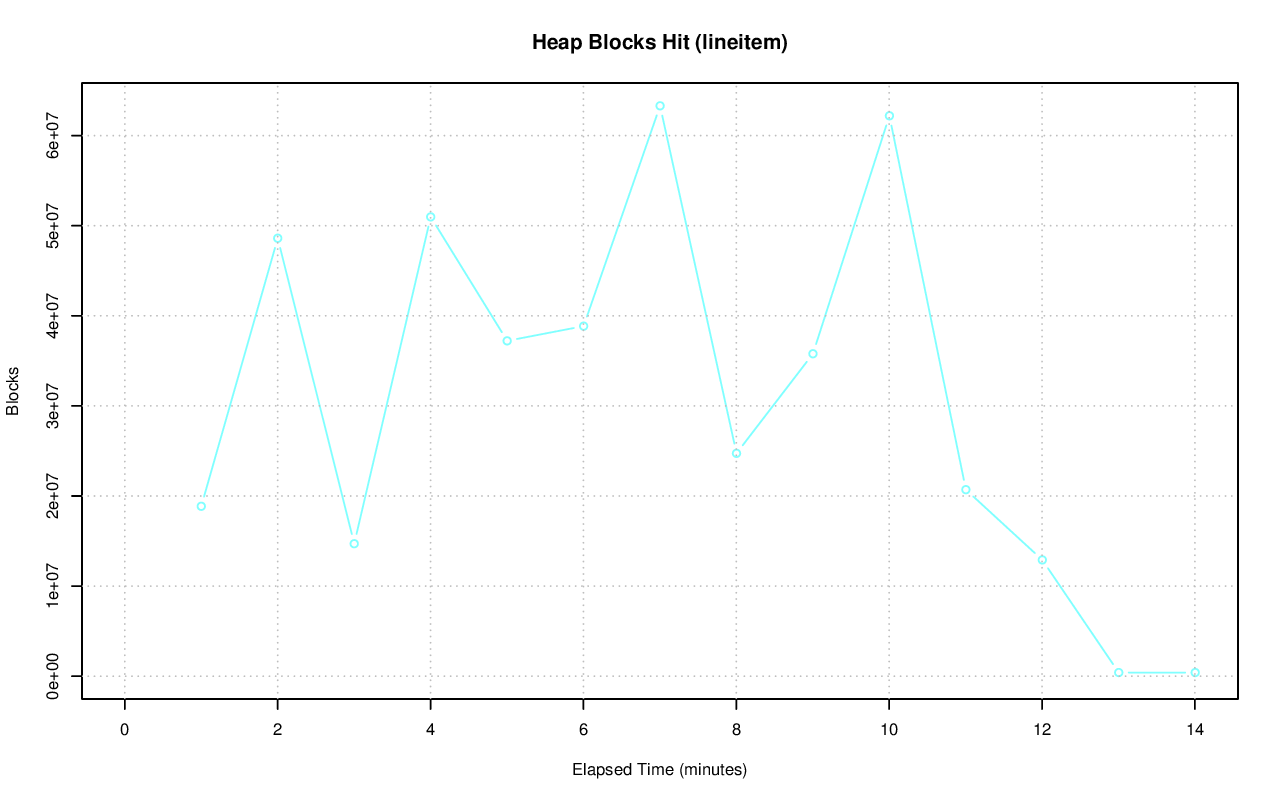 Heap Blocks Hit (lineitem)
Blocks
6e+07
5e+07
4e+07
3e+07
2e+07
1e+07
0e+00
0 2 4 6 8 10 12 14
Elapsed Time (minutes)